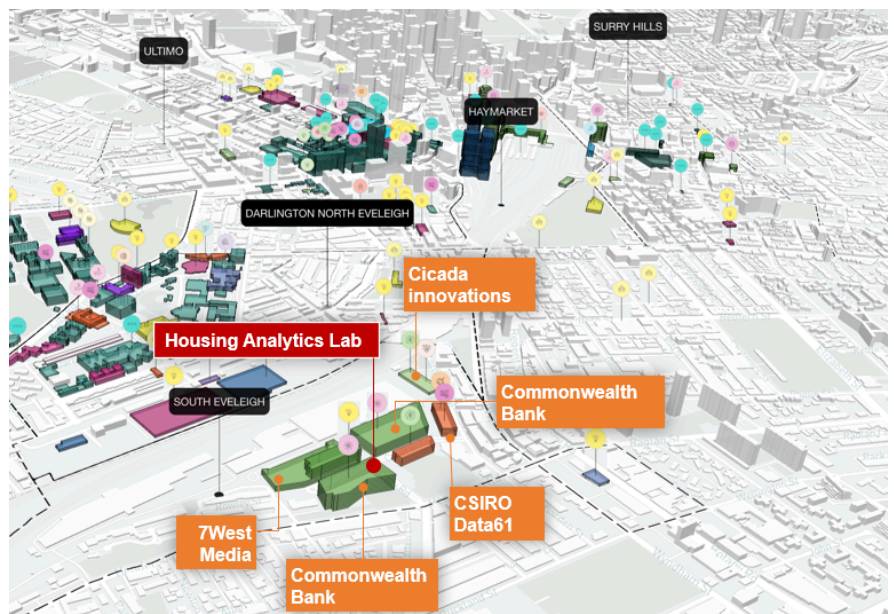 SURRY HILLS
ULTIMO
HAYMARKET
DARLINGTON NORTH EVELEIGH
Cicada
innovations
Housing Analytics Lab
Commonwealth
Bank
SOUTH EVELEIGH
CSIRO
Data61
7West
Media
Commonwealth
Bank